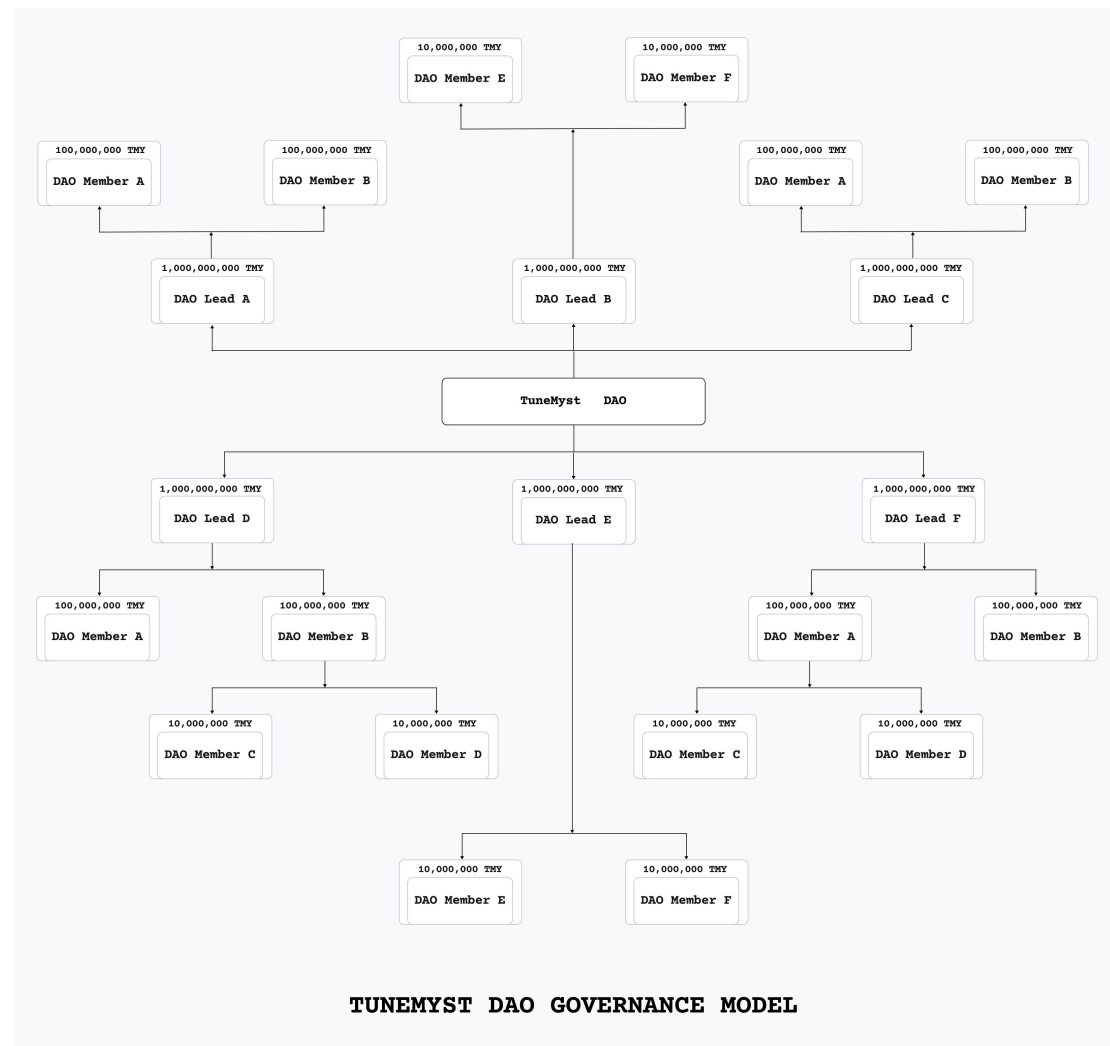 10,000,000 TMY
DAO Member E
10,000,000 TMY
DAO Member F
100,000,000 TMY
DAO Member A
100,000,000 TMY
DAO Member B
100,000,000 TMY
DAO Member A
100,000,000 TMY
DAO Member B
1,000,000,000 TMY
DAO Lead A
1,000,000,000 TMY
DAO Lead B
1,000,000,000 TMY
DAO Lead C
TuneMyst DAO
1,000,000,000 TMY
DAO Lead D
1,000,000,000 TMY
DAO Lead E
1,000,000,000 TMY
DAO Lead F
100,000,000 TMY
DAO Member A
100,000,000 TMY
DAO Member B
100,000,000 TMY
DAO Member A
100,000,000 TMY
DAO Member B
10,000,000 TMY
DAO Member C
10,000,000 TMY
DAO Member D
10,000,000 TMY
DAO Member C
10,000,000 TMY
DAO Member D
10,000,000 TMY
DAO Member E
10,000,000 TMY
DAO Member F
TUNEMYST DAO GOVERNANCE MODEL